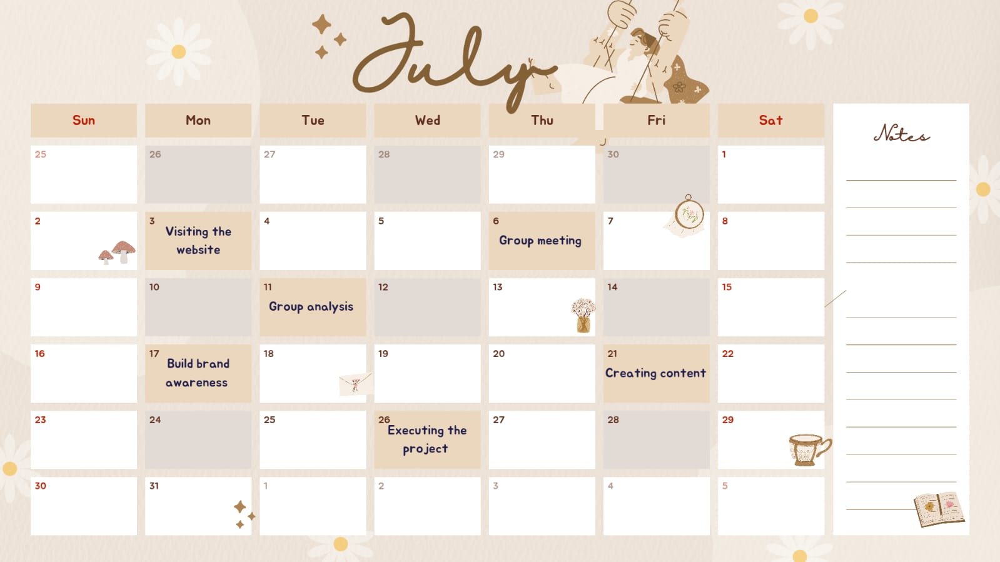 July
Sun Mon Tue Wed Thu Fri Sat
Notes
25 26 27 28 29 30 1
2 3 4 5 6 7 8
Visiting the
website
Group meeting
9 10 11 12 13 14 15
Group analysis
16 17 18 19 20 21 22
Build brand
awareness
Creating content
23 24 25 26 27 28 29
Executing the
project
30 31 1 2 3 4 5